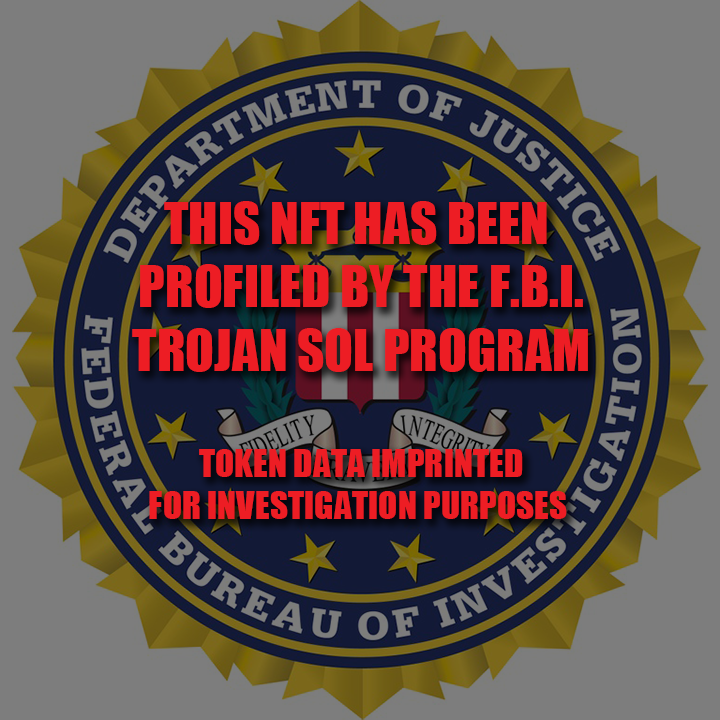 DEPARTMENT OF JUSTICE
THIS NFT HAS BEEN
PROFILED BY THE F.B.I.
TROJAN SOL PROGRAM
FIDELITY
INTEGRITY
TOKEN DATA IMPRINTED
FOR INVESTIGATION PURPOSES
FEDERAL BUREAU OF INVESTIGATION